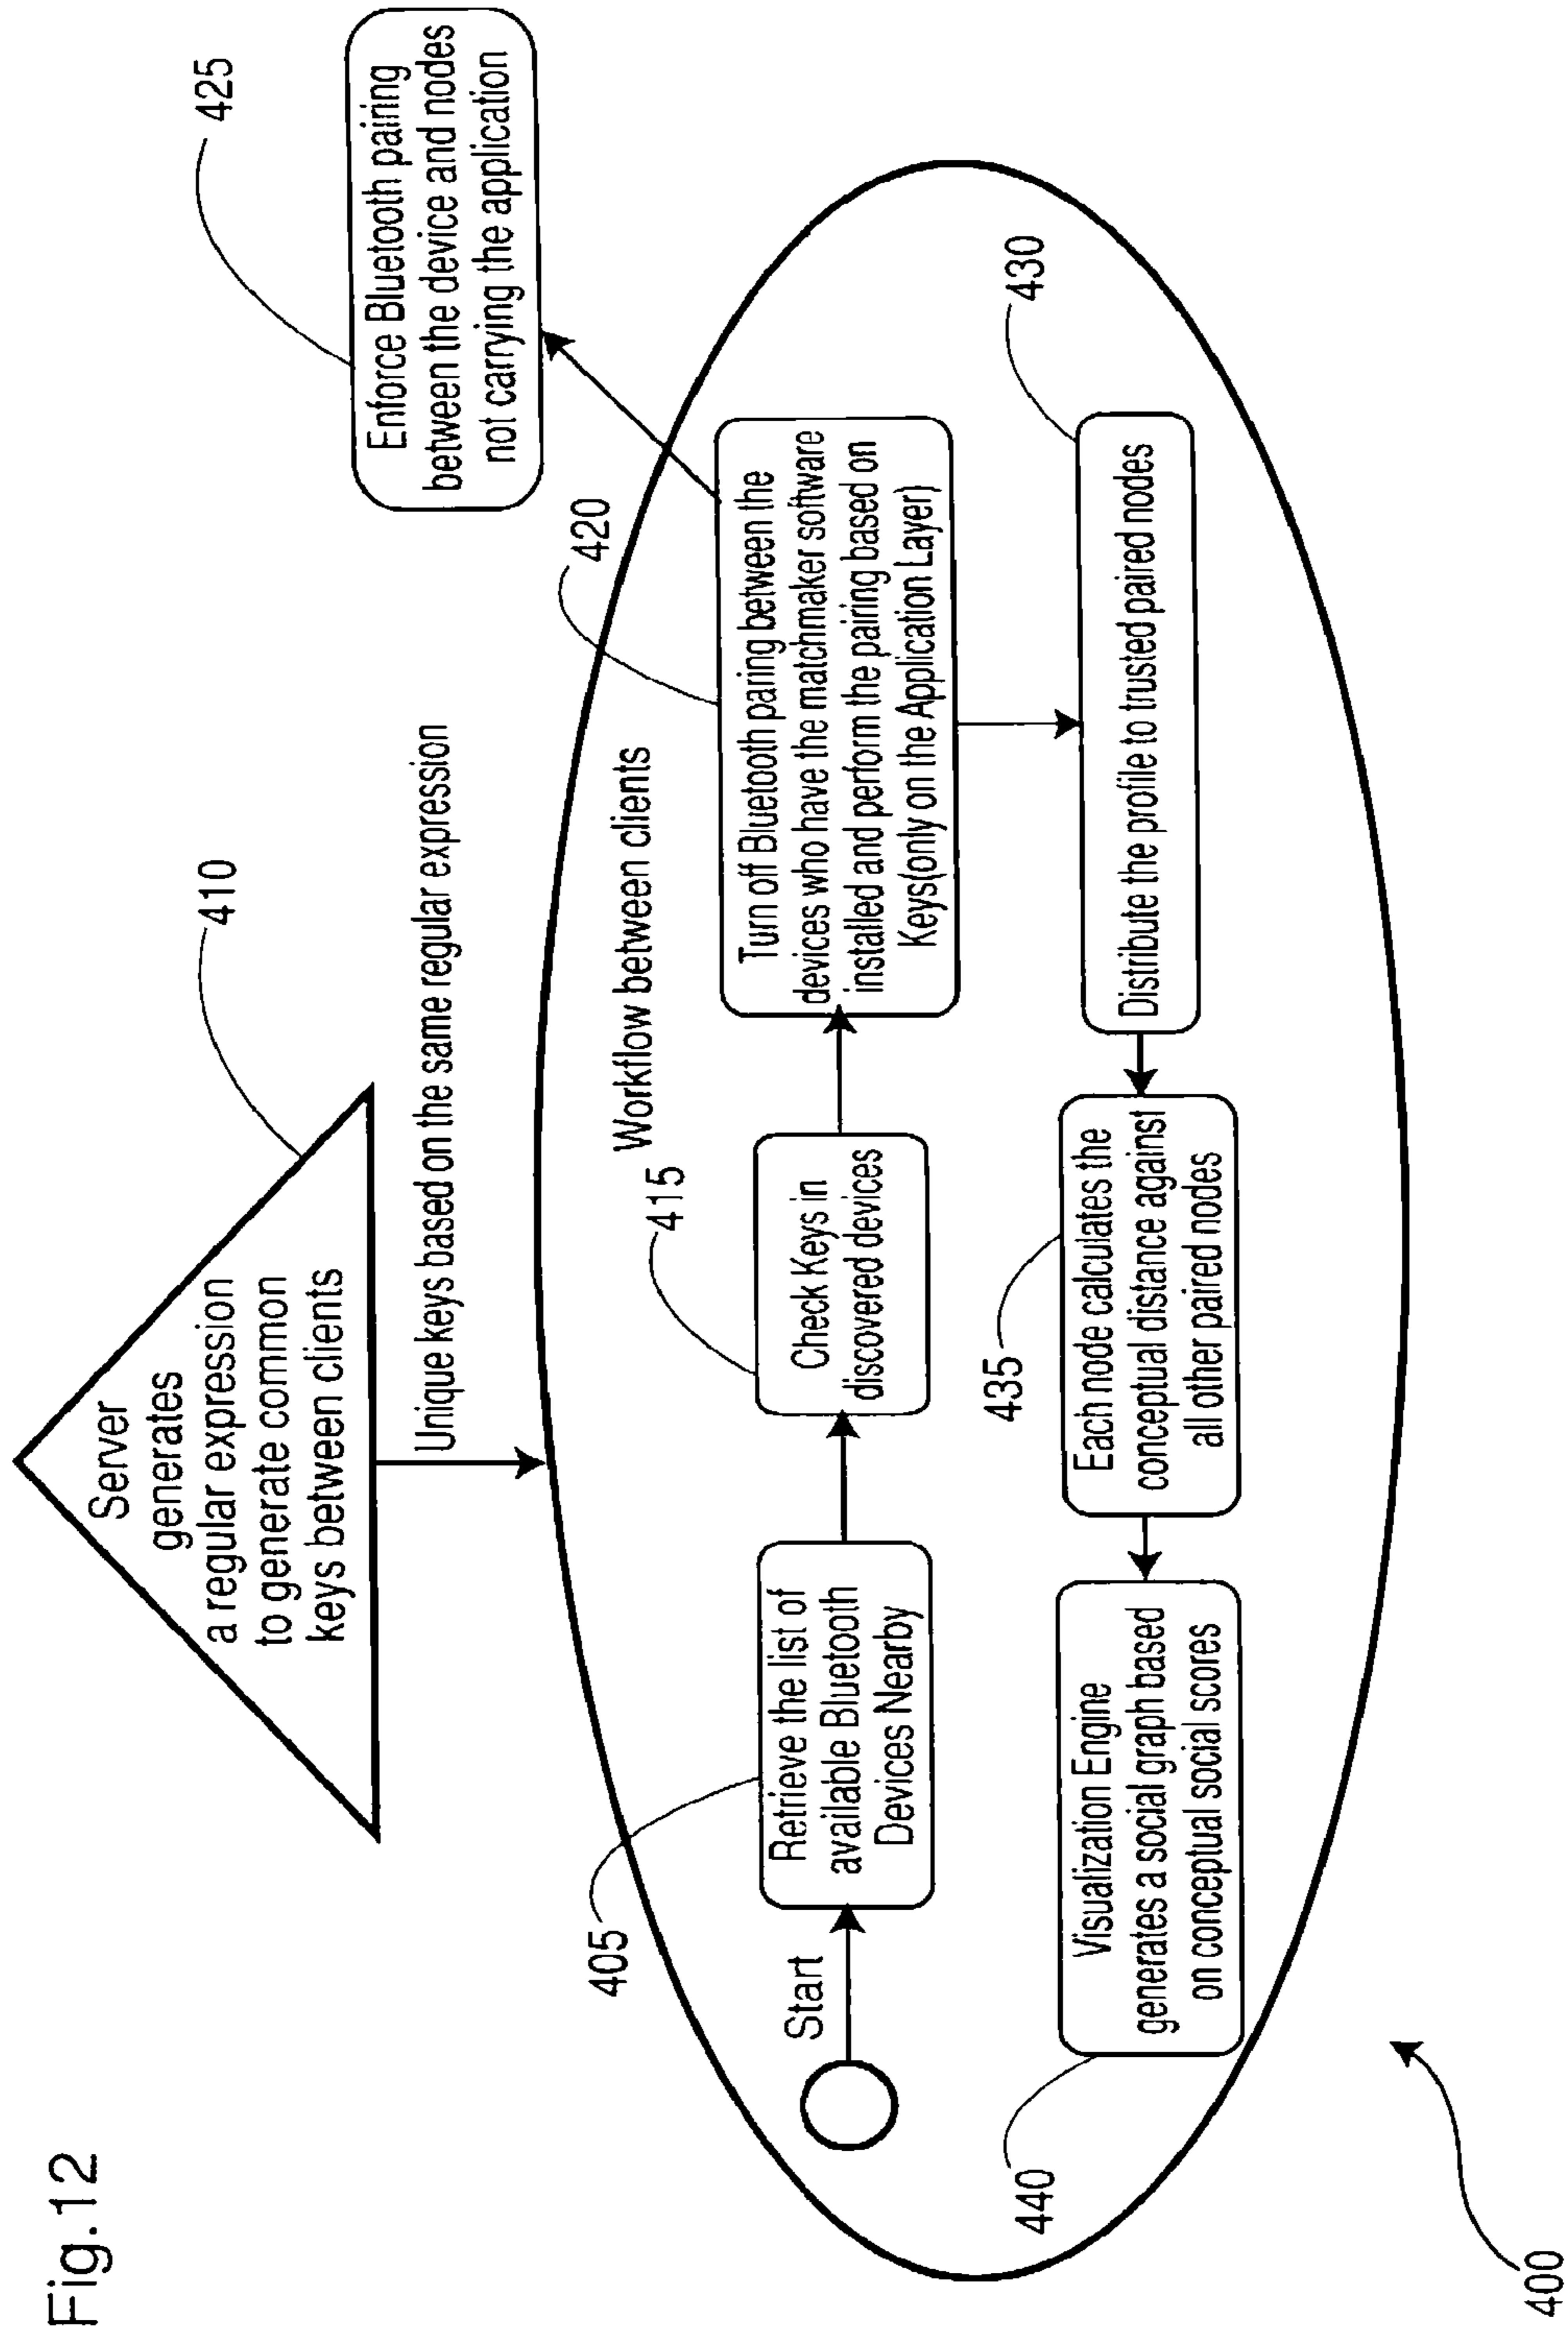 Fig.12
Server
generates
a regular expression
to generate common
keys between clients
410
Unique keys based on the same regular expression
425
Enforce Bluetooth pairing
between the device and nodes
not carrying the application
Workflow between clients
Start
405
Retrieve the list of
available Bluetooth
Devices Nearby
415
Check Keys in
discovered devices
420
Turn off Bluetooth paring between the
devices who have the matchmaker software
installed and perform the pairing based on
Keys(only on the Application Layer)
430
Distribute the profile to trusted paired nodes
435
Each node calculates the
conceptual distance against
all other paired nodes
440
Visualization Engine
generates a social graph based
on conceptual social scores
400